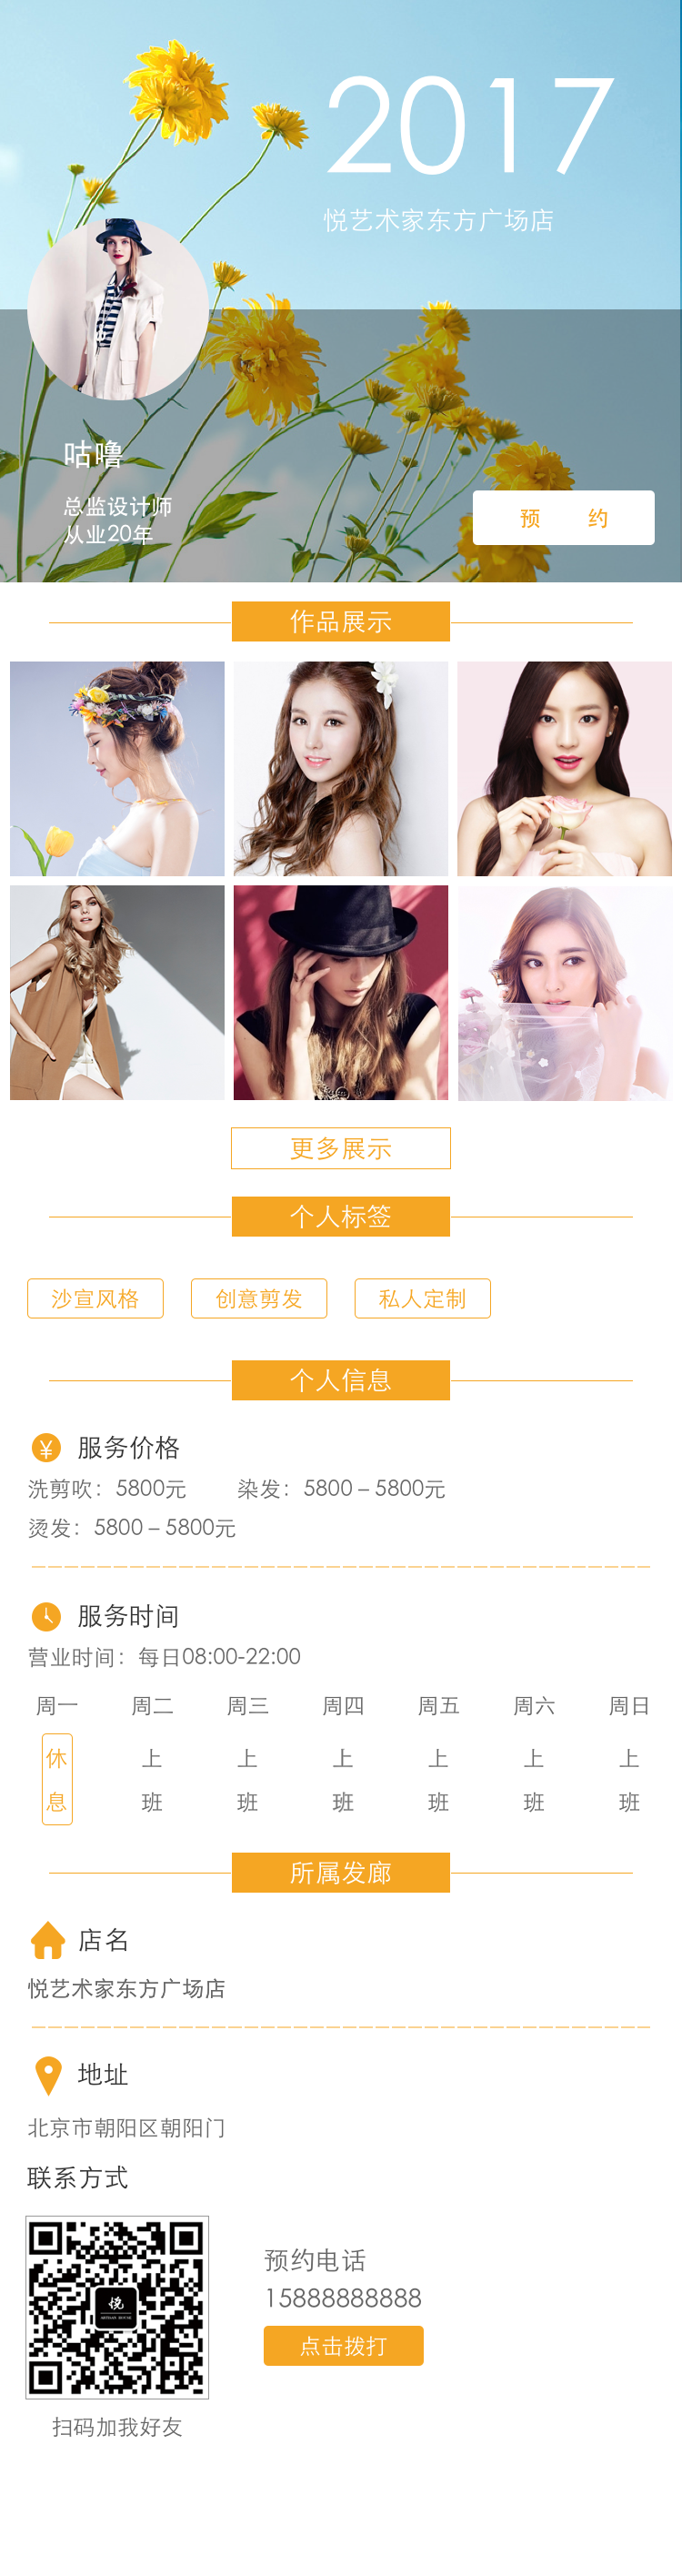 2017
悦艺术家东方广场店
咕噜
总监设计师
从业20年
预 约
作品展示
更多展示
个人标签
沙宣风格 创意剪发 私人定制
个人信息
¥ 服务价格
洗剪吹：5800元 染发：5800 – 5800元
烫发：5800 – 5800元
服务时间
营业时间：每日08:00-22:00
周一 周二 周三 周四 周五 周六 周日
休 上 上 上 上 上 上
息 班 班 班 班 班 班
所属发廊
店名
悦艺术家东方广场店
地址
北京市朝阳区朝阳门
联系方式
悦
预约电话
15888888888
点击拨打
扫码加我好友